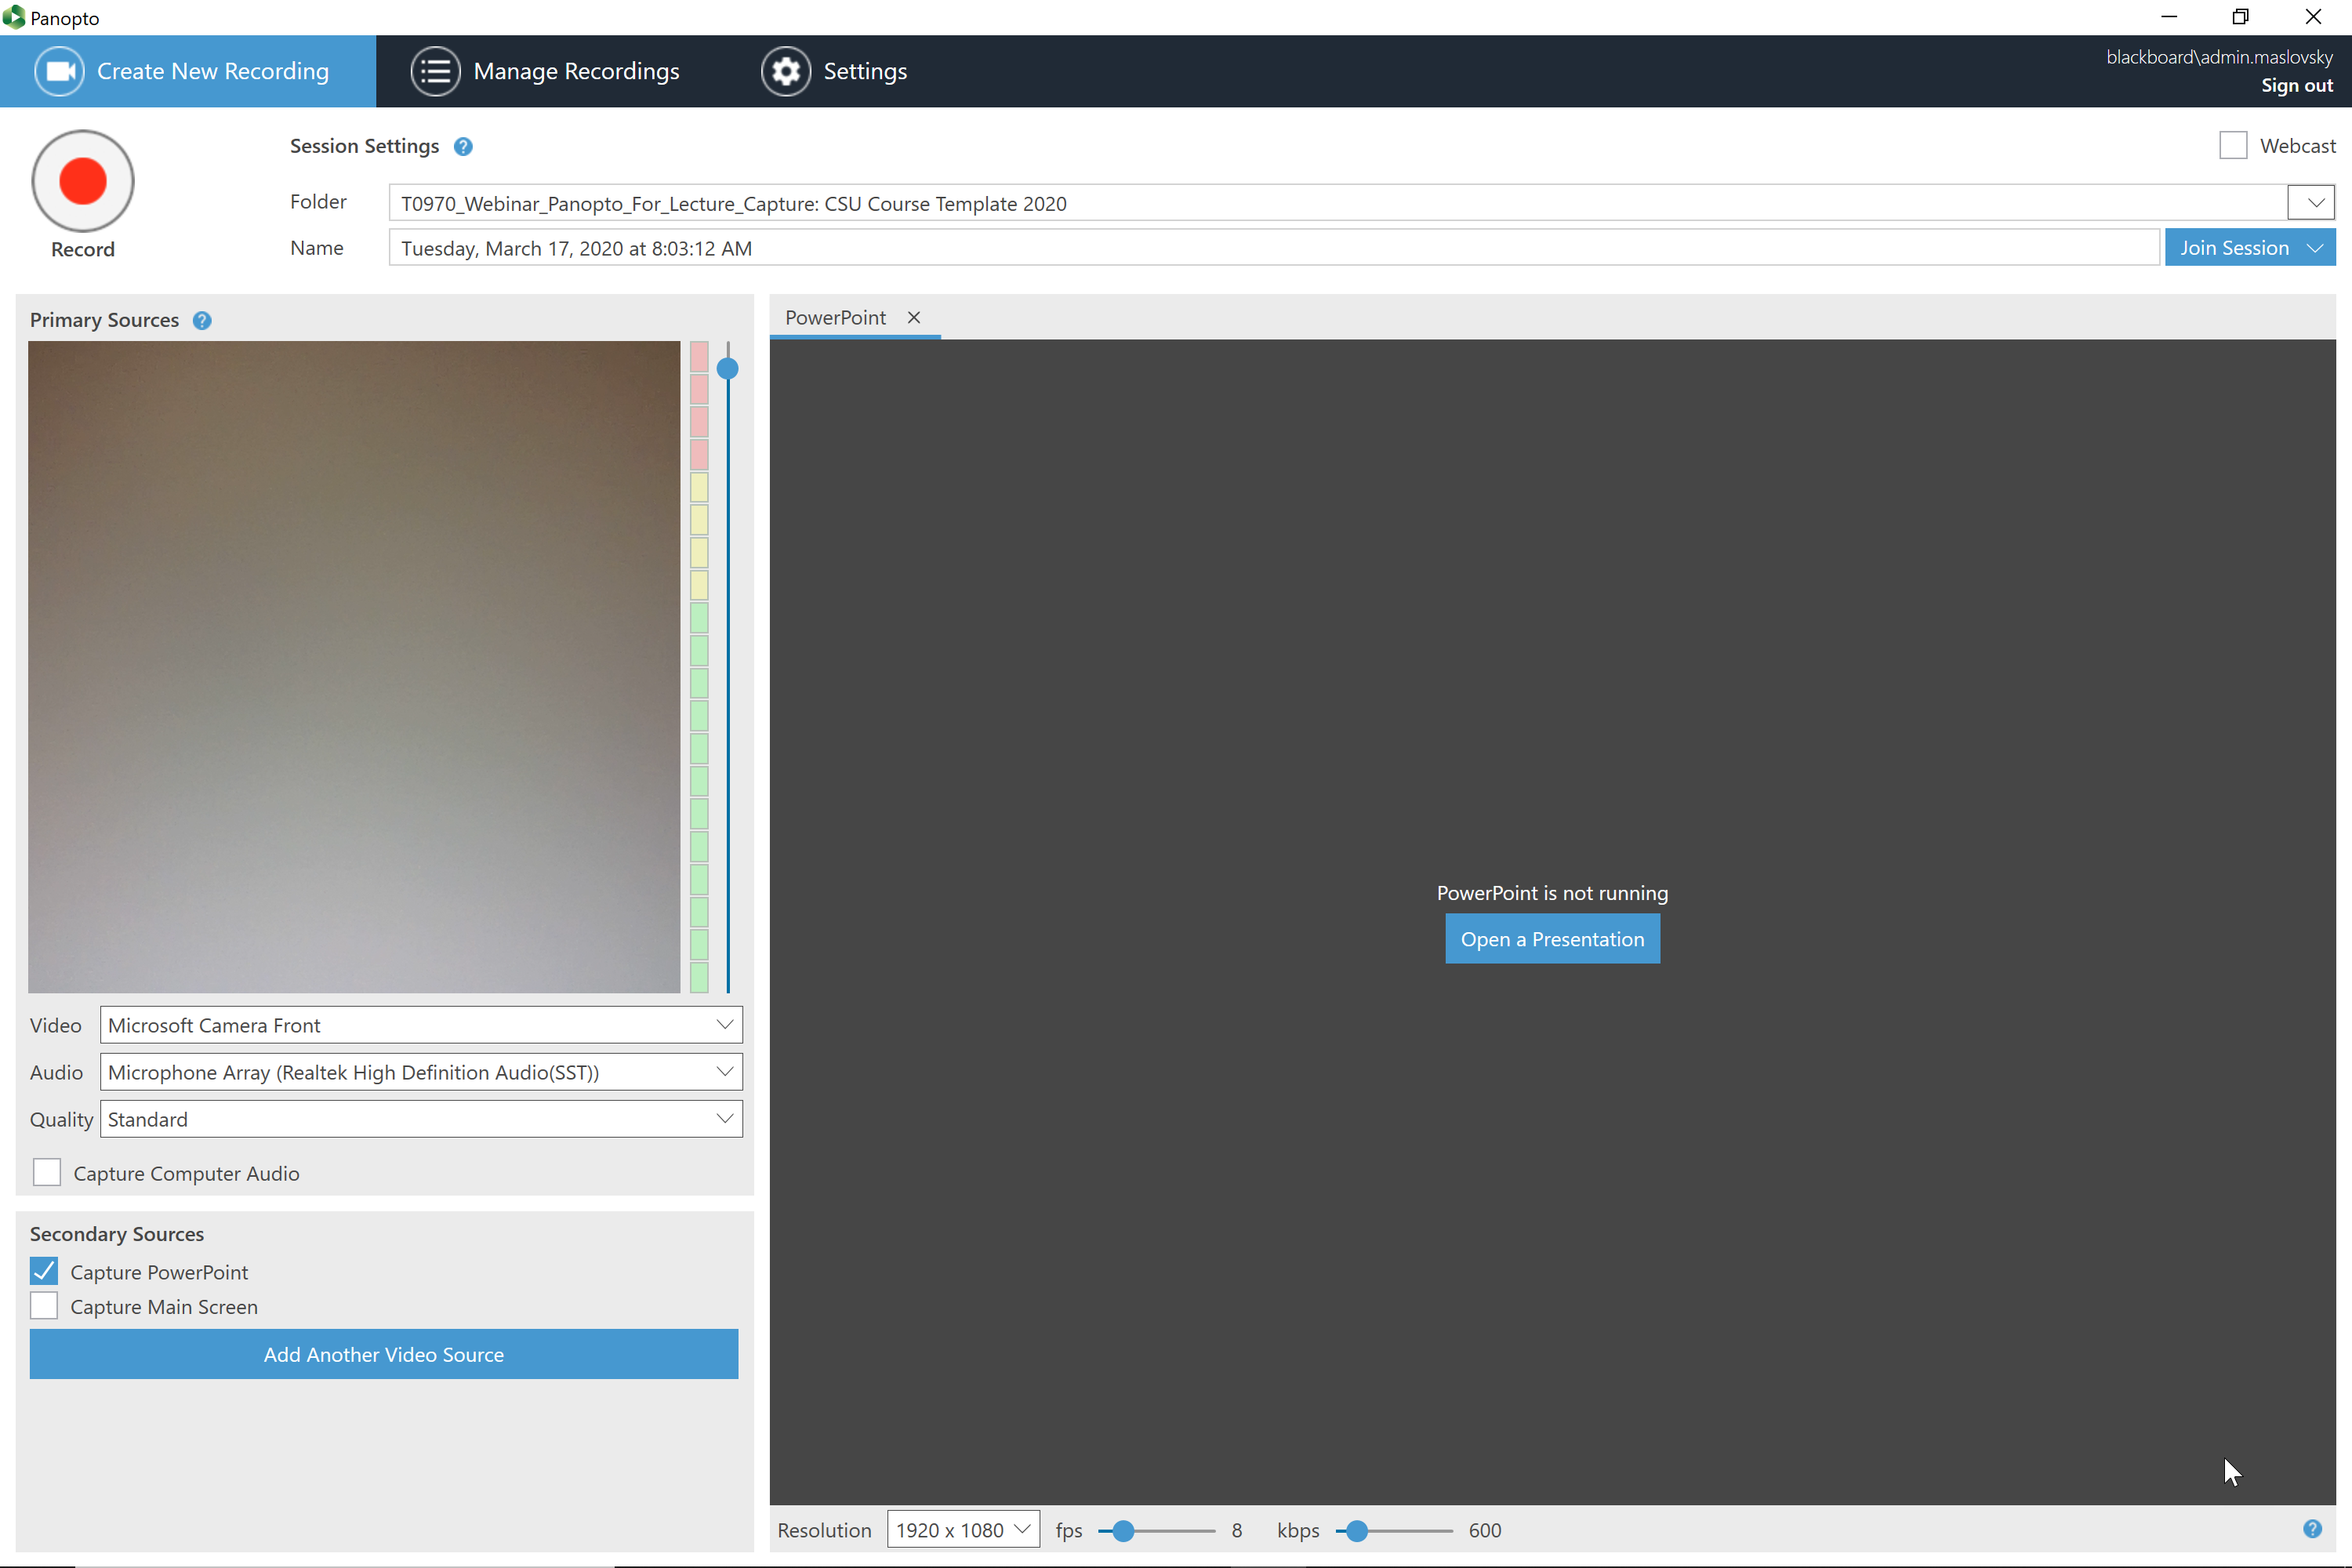 Panopto
Create New Recording
Manage Recordings
Settings
blackboard\admin.maslovsky
Sign out
Record
Session Settings ?
Webcast
Folder T0970_Webinar_Panopto_For_Lecture_Capture: CSU Course Template 2020
Name Tuesday, March 17, 2020 at 8:03:12 AM
Join Session
Primary Sources ?
PowerPoint
PowerPoint is not running
Open a Presentation
Video Microsoft Camera Front
Audio Microphone Array (Realtek High Definition Audio(SST))
Quality Standard
Capture Computer Audio
Secondary Sources
Capture PowerPoint
Capture Main Screen
Add Another Video Source
Resolution 1920 x 1080 fps 8 kbps 600 ?